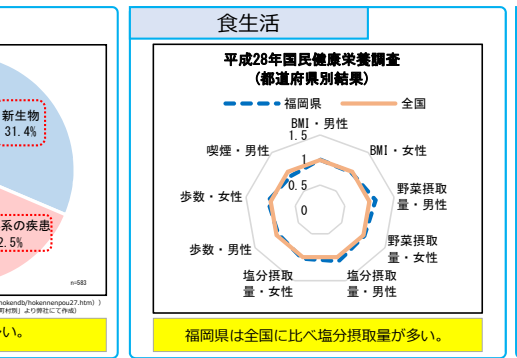 新生物
31.4%
系の疾患
2.5%
n=583
nokendb/hokennenpou27.htm））
町村別」より弊社にて作成）
い。
食生活
平成28年国民健康栄養調査
（都道府県別結果）
福岡県
全国
BMI・男性
BMI・女性
野菜摂取
量・男性
野菜摂取
量・女性
塩分摂取
量・男性
塩分摂取
量・女性
歩数・男性
歩数・女性
喫煙・男性
1.5
1
0.5
0
福岡県は全国に比べ塩分摂取量が多い。